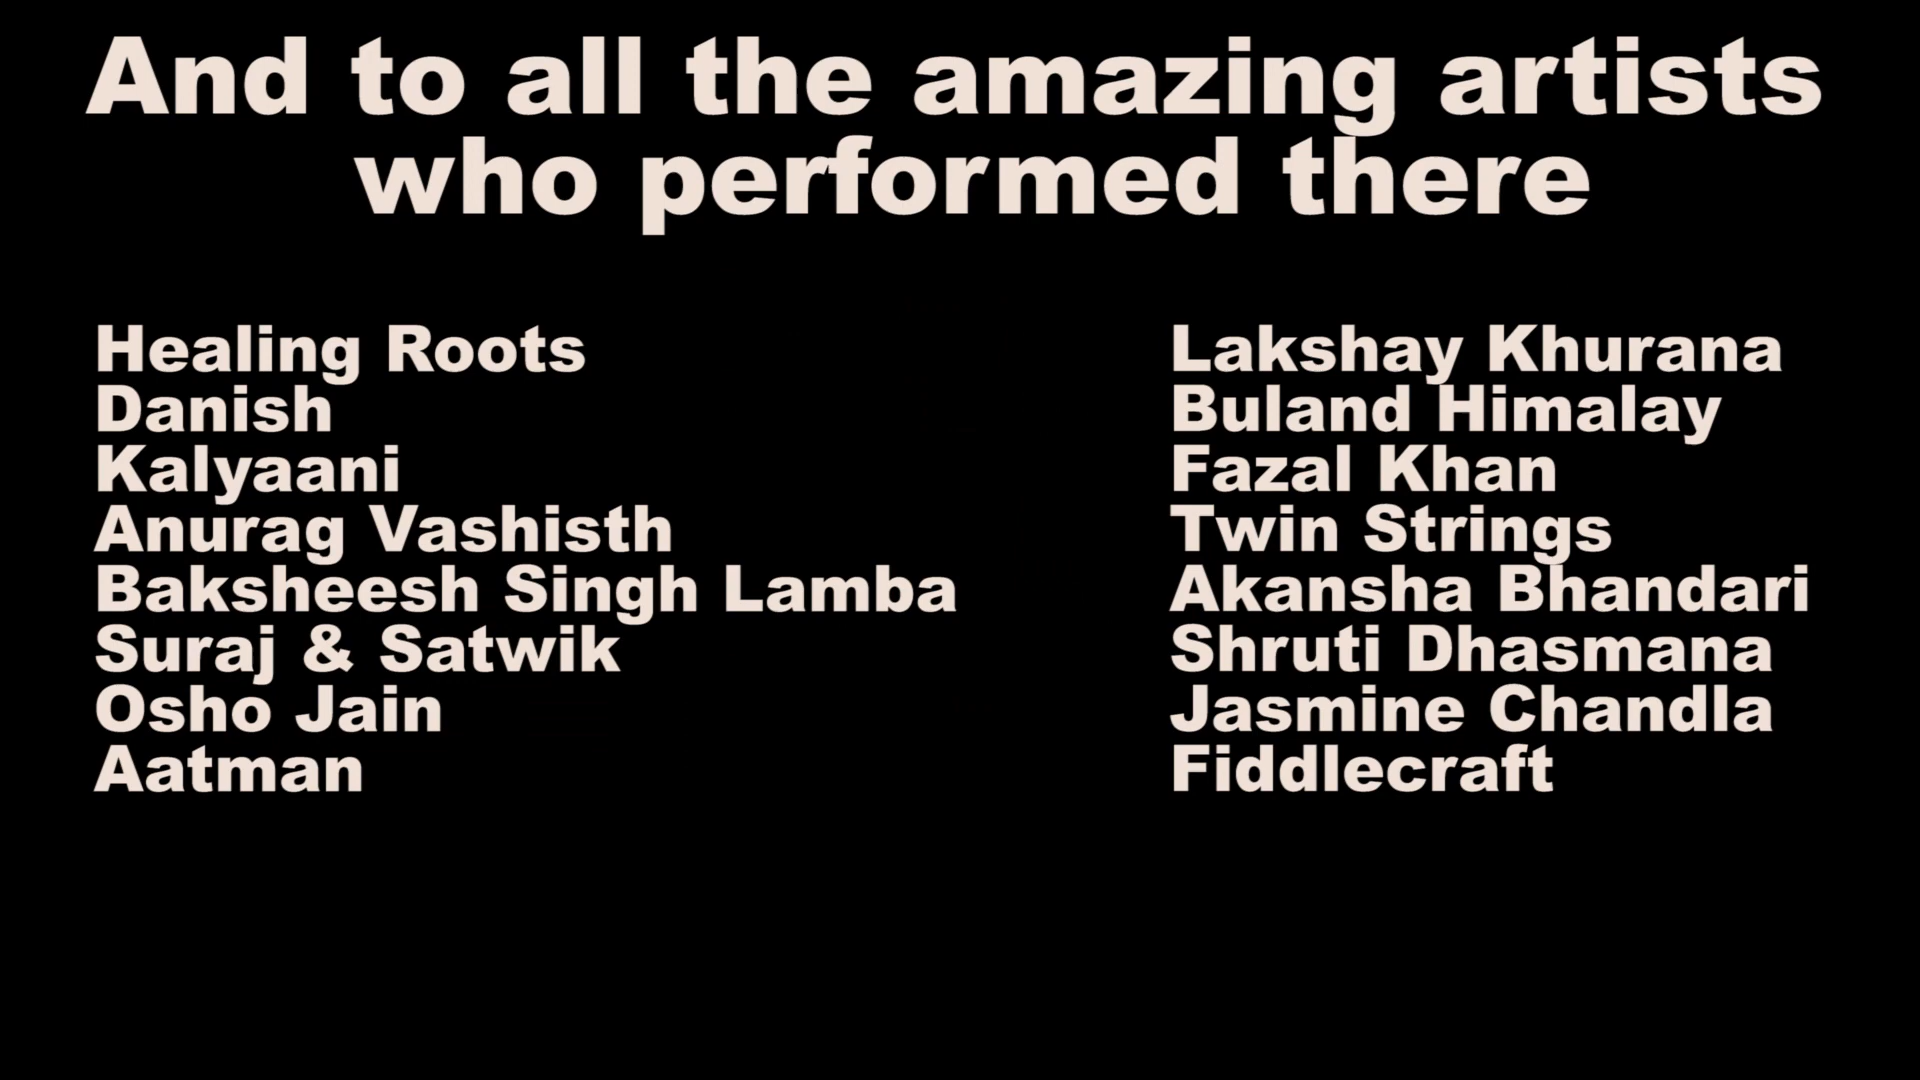 And to all the amazing artists
who performed there
Healing Roots
Danish
Kalyaani
Anurag Vashisth
Baksheesh Singh Lamba
Suraj & Satwik
Osho Jain
Aatman
Lakshay Khurana
Buland Himalay
Fazal Khan
Twin Strings
Akansha Bhandari
Shruti Dhasmana
Jasmine Chandla
Fiddlecraft